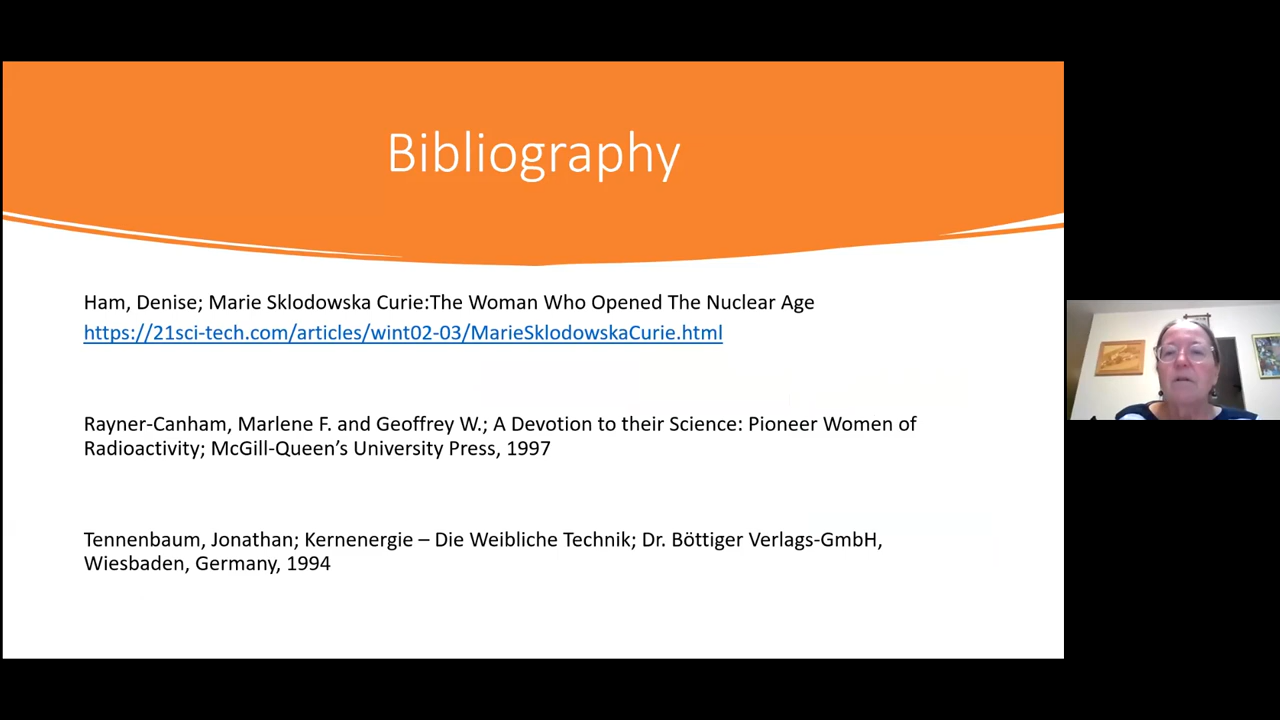 Bibliography
Ham, Denise; Marie Sklodowska Curie:The Woman Who Opened The Nuclear Age
https://21sci-tech.com/articles/wint02-03/MarieSklodowskaCurie.html
Rayner-Canham, Marlene F. and Geoffrey W.; A Devotion to their Science: Pioneer Women of
Radioactivity; McGill-Queen’s University Press, 1997
Tennenbaum, Jonathan; Kernenergie – Die Weibliche Technik; Dr. Böttiger Verlags-GmbH,
Wiesbaden, Germany, 1994